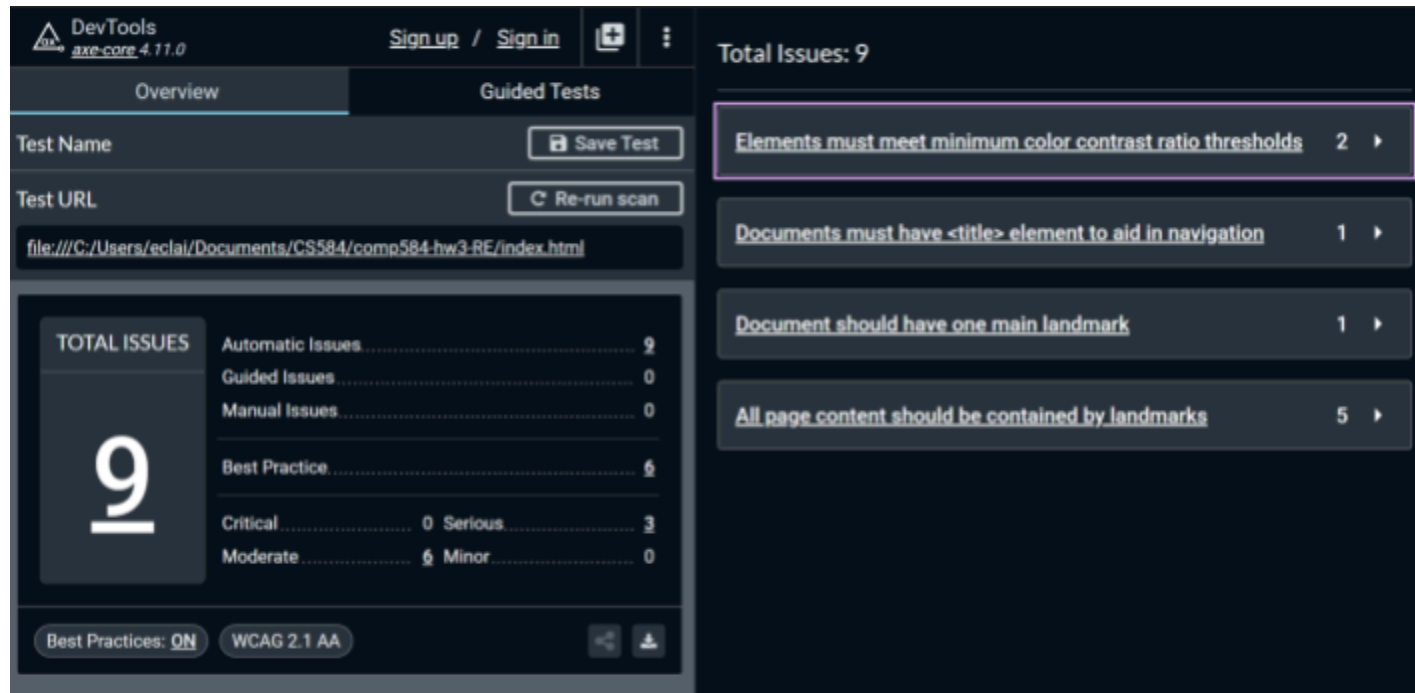 DevTools
axe-core 4.11.0
Sign up / Sign in
Overview
Guided Tests
Test Name
Save Test
Test URL
Re-run scan
file:///C:/Users/eclai/Documents/CS584/comp584-hw3-RE/index.html
TOTAL ISSUES
9
Automatic Issues 9
Guided Issues 0
Manual Issues 0
Best Practice 6
Critical 0 Serious 3
Moderate 6 Minor 0
Best Practices: ON
WCAG 2.1 AA
Total Issues: 9
Elements must meet minimum color contrast ratio thresholds 2
Documents must have <title> element to aid in navigation 1
Document should have one main landmark 1
All page content should be contained by landmarks 5